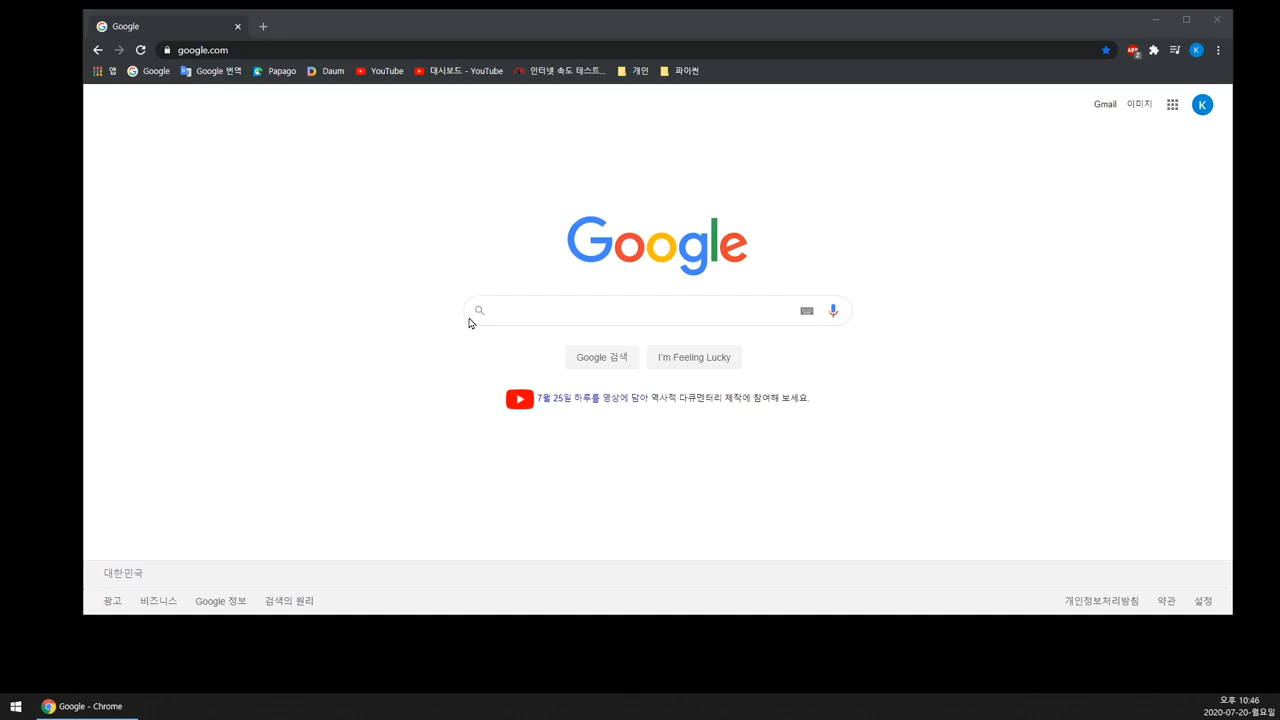 Google
google.com
ABP 2
K
앱 Google Google 번역 Papago Daum YouTube 대시보드 - YouTube 인터넷 속도 테스트... 개인 파이썬
Gmail 이미지 K
Google
Google 검색 I'm Feeling Lucky
7월 25일 하루를 영상에 담아 역사적 다큐멘터리 제작에 참여해 보세요.
대한민국
광고 비즈니스 Google 정보 검색의 원리 개인정보처리방침 약관 설정
Google - Chrome
오후 10:46
2020-07-20-월요일